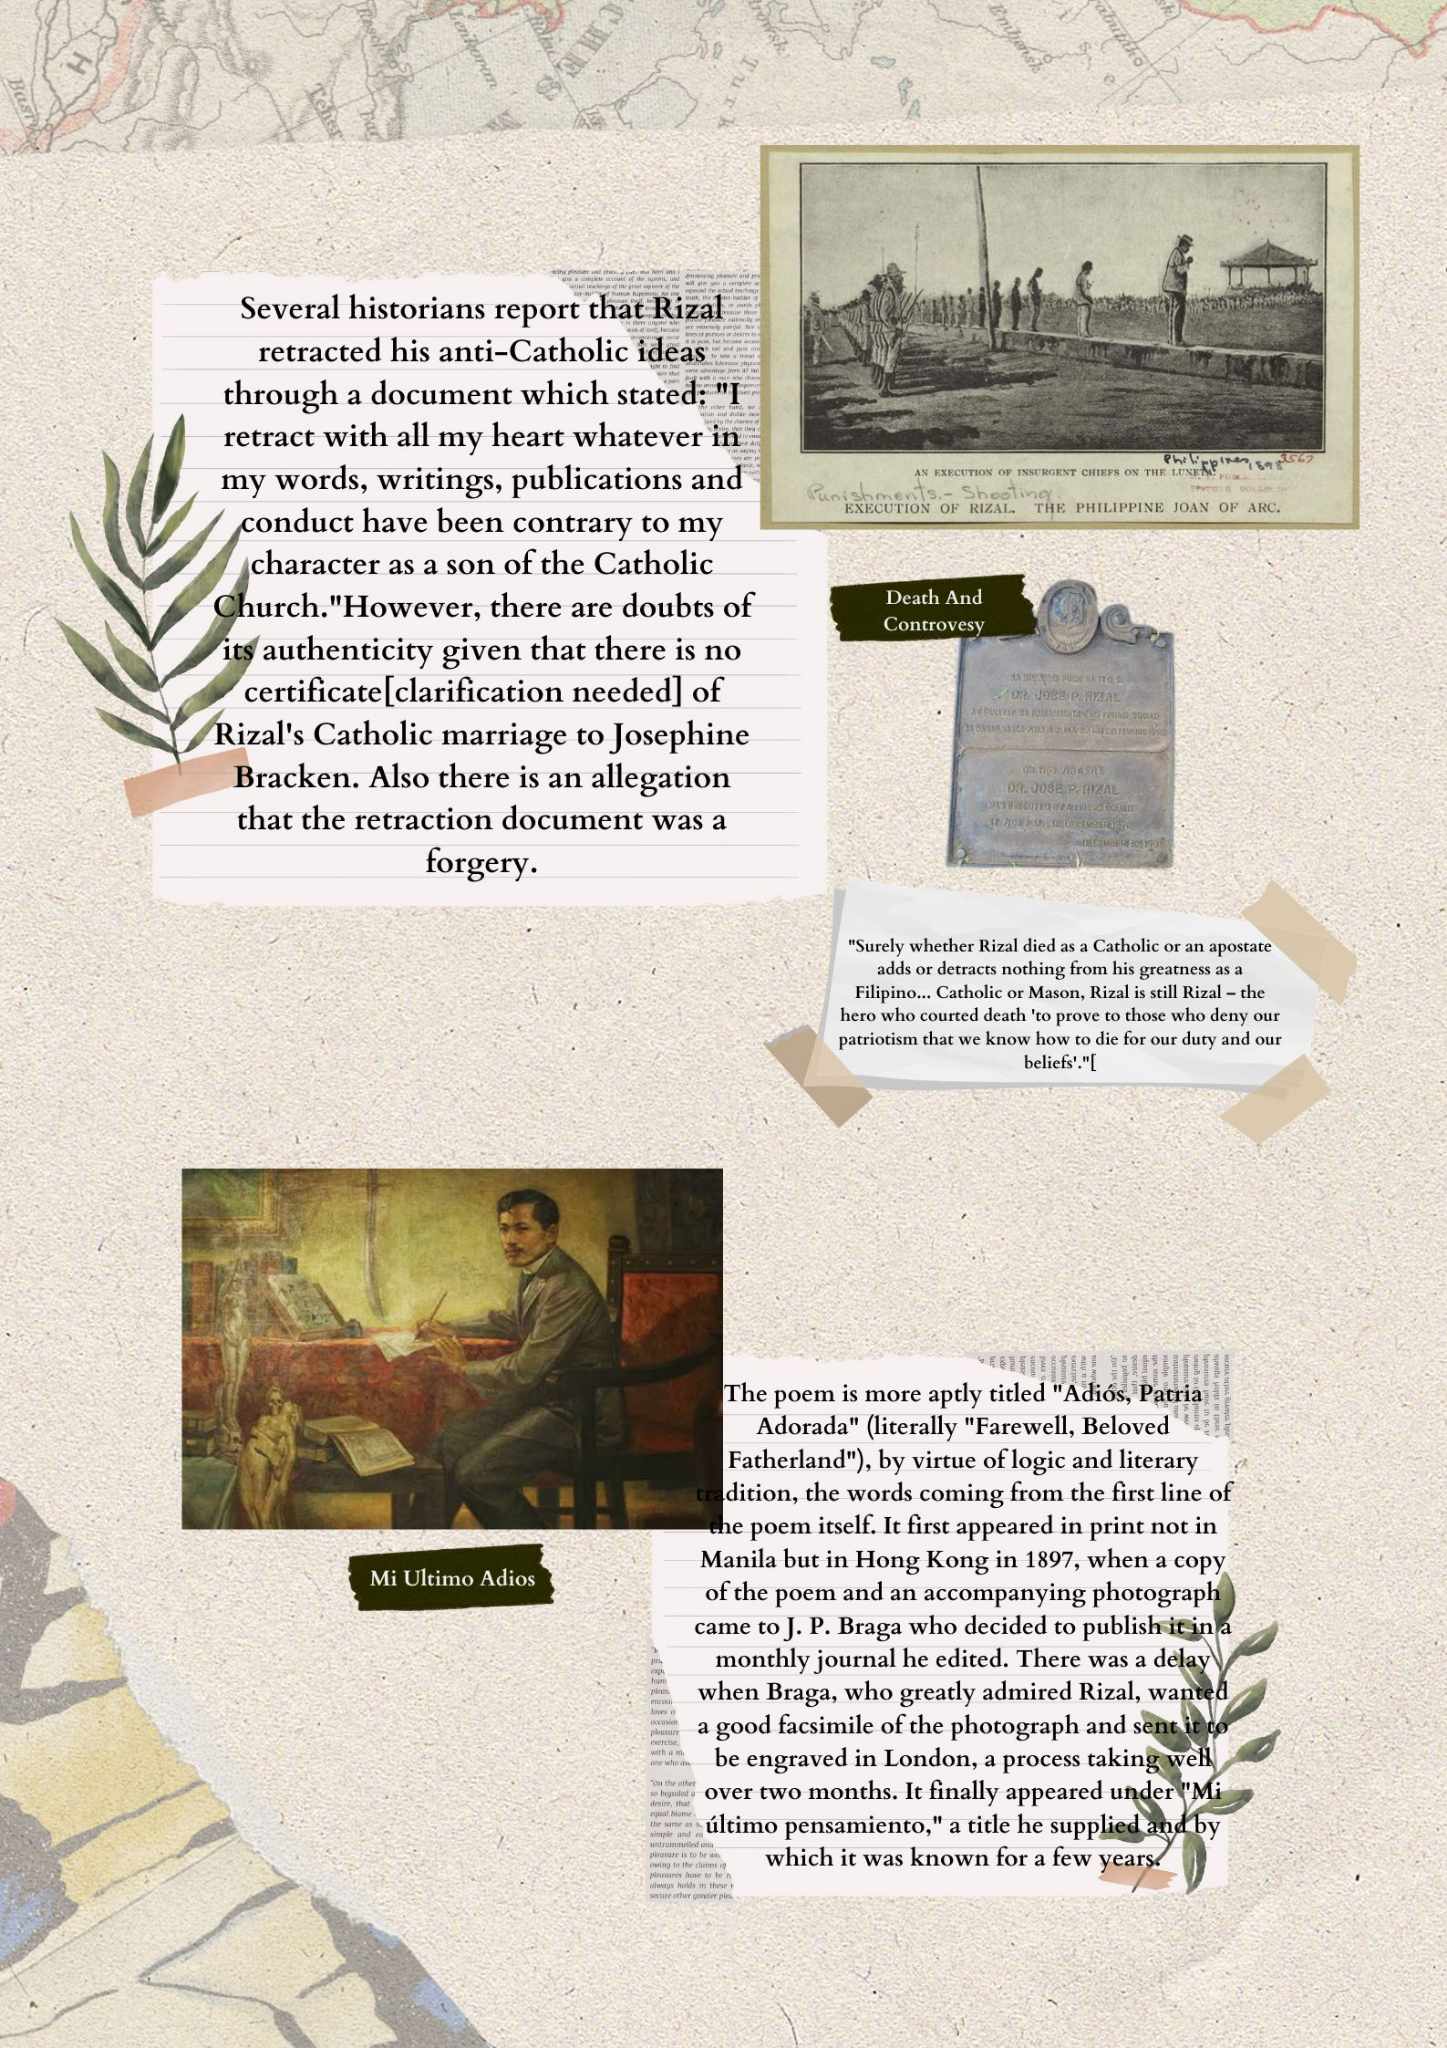 Several historians report that Rizal
retracted his anti-Catholic ideas
through a document which stated: "I
retract with all my heart whatever in
my words, writings, publications and
conduct have been contrary to my
character as a son of the Catholic
Church."However, there are doubts of
its authenticity given that there is no
certificate[clarification needed] of
Rizal's Catholic marriage to Josephine
Bracken. Also there is an allegation
that the retraction document was a
forgery.
Philippines, 1898 3567
AN EXECUTION OF INSURGENT CHIEFS ON THE LUNETA.
Punishments.- Shooting
EXECUTION OF RIZAL. THE PHILIPPINE JOAN OF ARC.
Death And
Controvesy
DR. JOSE P. RIZAL
DR. JOSE P. RIZAL
"Surely whether Rizal died as a Catholic or an apostate
adds or detracts nothing from his greatness as a
Filipino... Catholic or Mason, Rizal is still Rizal – the
hero who courted death 'to prove to those who deny our
patriotism that we know how to die for our duty and our
beliefs'."[
Mi Ultimo Adios
The poem is more aptly titled "Adiós, Patria
Adorada" (literally "Farewell, Beloved
Fatherland"), by virtue of logic and literary
tradition, the words coming from the first line of
the poem itself. It first appeared in print not in
Manila but in Hong Kong in 1897, when a copy
of the poem and an accompanying photograph
came to J. P. Braga who decided to publish it in a
monthly journal he edited. There was a delay
when Braga, who greatly admired Rizal, wanted
a good facsimile of the photograph and sent it to
be engraved in London, a process taking well
over two months. It finally appeared under "Mi
último pensamiento," a title he supplied and by
which it was known for a few years.